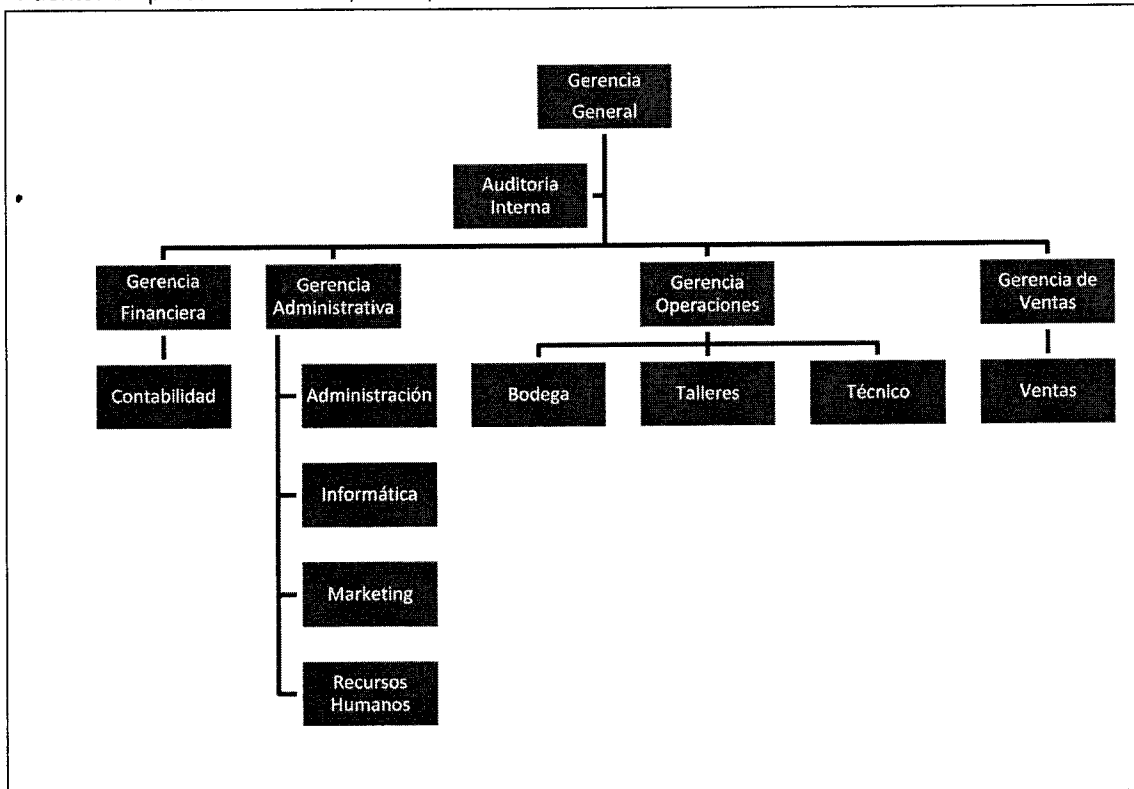 Gerencia
General
Auditoria
Interna
Gerencia
Financiera
Gerencia
Administrativa
Gerencia
Operaciones
Gerencia de
Ventas
Contabilidad
Administración
Bodega
Talleres
Técnico
Ventas
Informática
Marketing
Recursos
Humanos